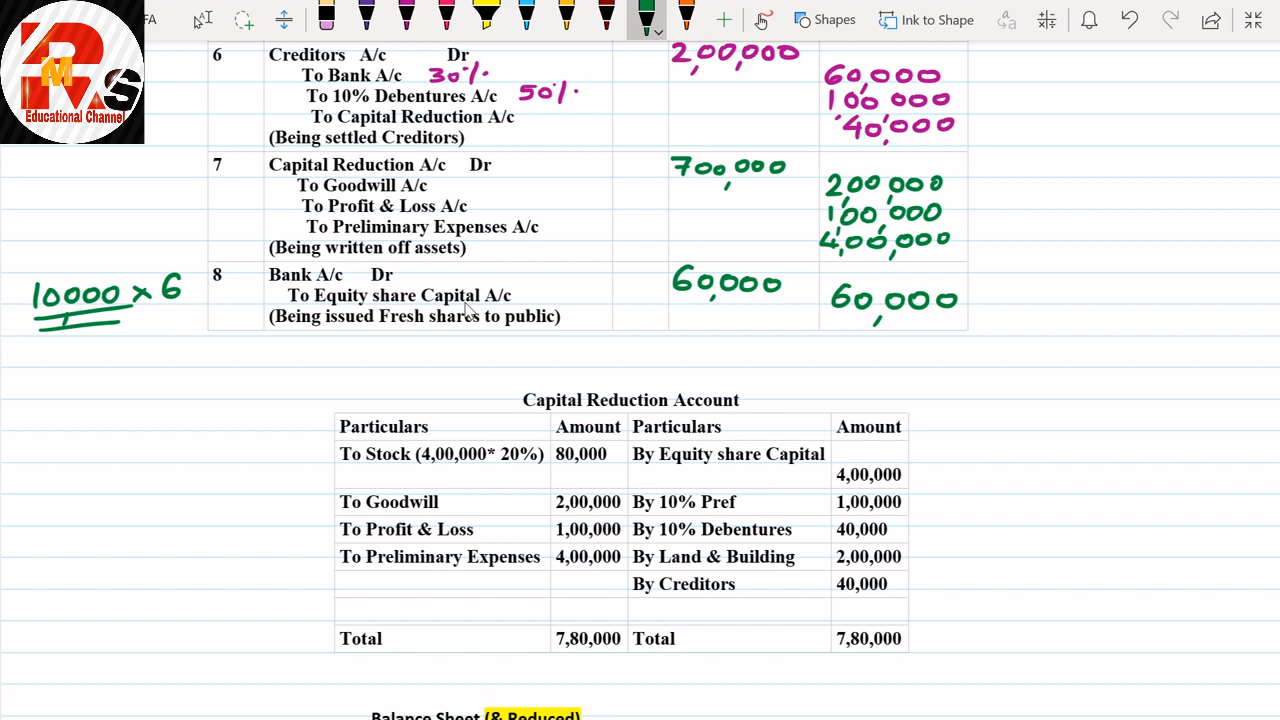 FA
Shapes
Ink to Shape
R
M
S
Educational Channel
6 Creditors A/c Dr 2,00,000
To Bank A/c 30% 60,000
To 10% Debentures A/c 50% 100,000
To Capital Reduction A/c 40,000
(Being settled Creditors)
7 Capital Reduction A/c Dr 700,000
To Goodwill A/c 2,00,000
To Profit & Loss A/c 1,00,000
To Preliminary Expenses A/c 4,00,000
(Being written off assets)
8 Bank A/c Dr 60,000
10000 × 6
To Equity share Capital A/c 60,000
(Being issued Fresh shares to public)
Capital Reduction Account
Particulars Amount Particulars Amount
To Stock (4,00,000* 20%) 80,000 By Equity share Capital
4,00,000
To Goodwill 2,00,000 By 10% Pref 1,00,000
To Profit & Loss 1,00,000 By 10% Debentures 40,000
To Preliminary Expenses 4,00,000 By Land & Building 2,00,000
By Creditors 40,000
Total 7,80,000 Total 7,80,000
Balance Sheet (& Reduced)